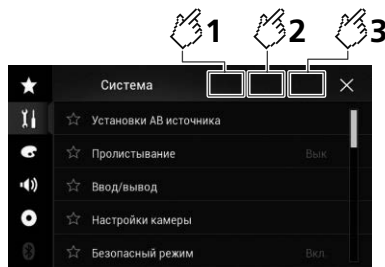 1 2 3
Система
Установки АВ источника
Пролистывание Вык
Ввод/вывод
Настройки камеры
Безопасный режим Вкл.